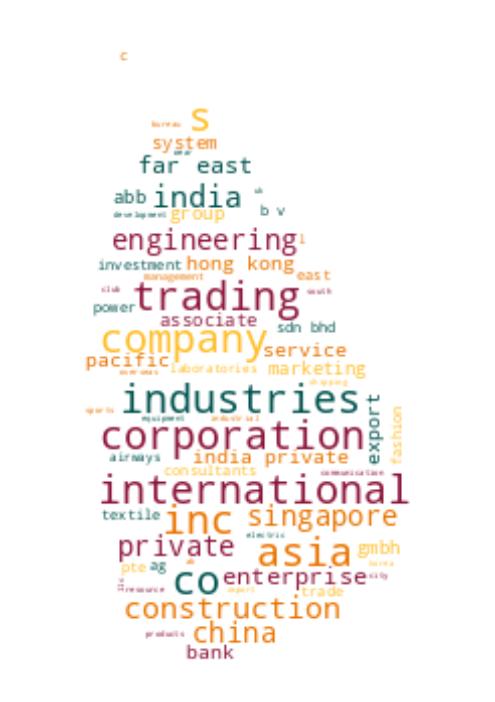 c
bureau
s
system
far east
abb india
development group b v
engineering l
investment hong kong
management east
club trading south
power
associate sdn bhd
company
service
pacific
overseas laboratories marketing
shipping
industries
sports export
equipment industrial fashion
corporation
airways india private
consultants communication
international
textile inc singapore
electric
private asia gmbh
pte ag korea
co enterprise city
resource import trade
construction
products china
bank